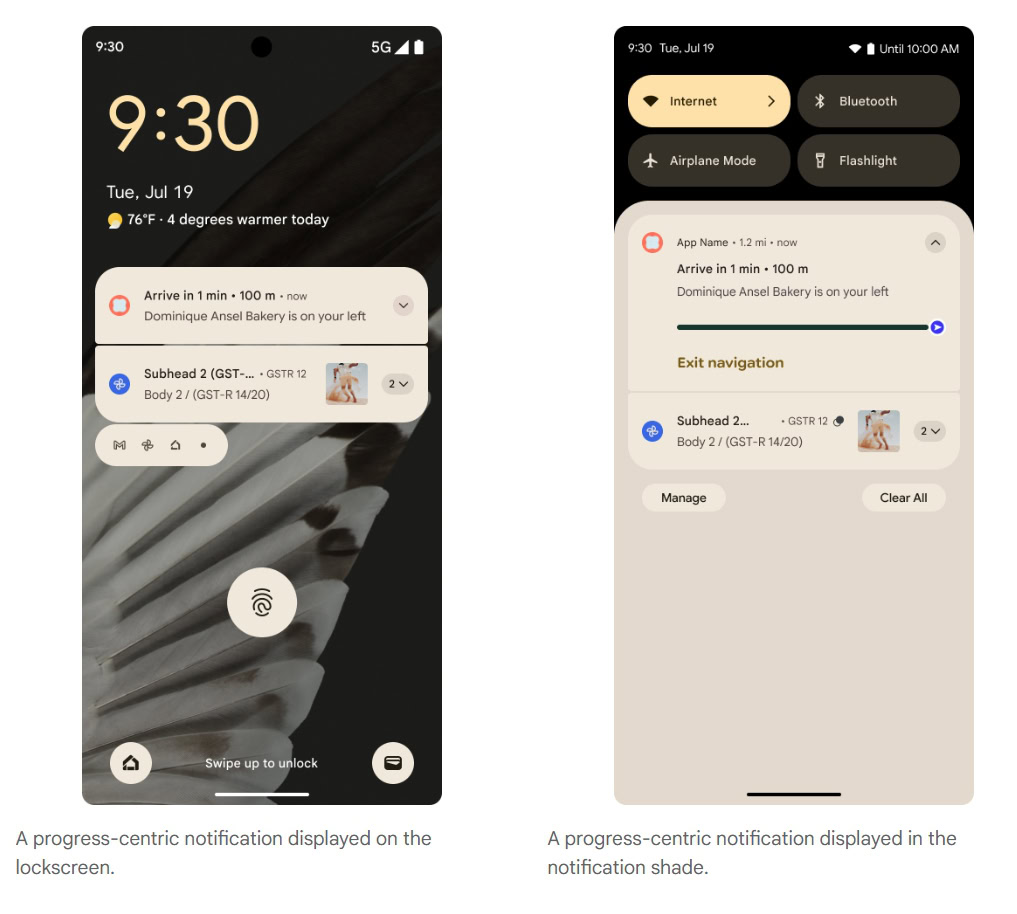 9:30
5G
9:30
Tue, Jul 19
76°F · 4 degrees warmer today
Arrive in 1 min • 100 m • now
Dominique Ansel Bakery is on your left
Subhead 2 (GST-... • GSTR 12
Body 2 / (GST-R 14/20)
2
Swipe up to unlock
A progress-centric notification displayed on the
lockscreen.
9:30 Tue, Jul 19
Until 10:00 AM
Internet
Bluetooth
Airplane Mode
Flashlight
App Name • 1.2 mi • now
Arrive in 1 min • 100 m
Dominique Ansel Bakery is on your left
Exit navigation
Subhead 2... • GSTR 12
Body 2 / (GST-R 14/20)
2
Manage
Clear All
A progress-centric notification displayed in the
notification shade.